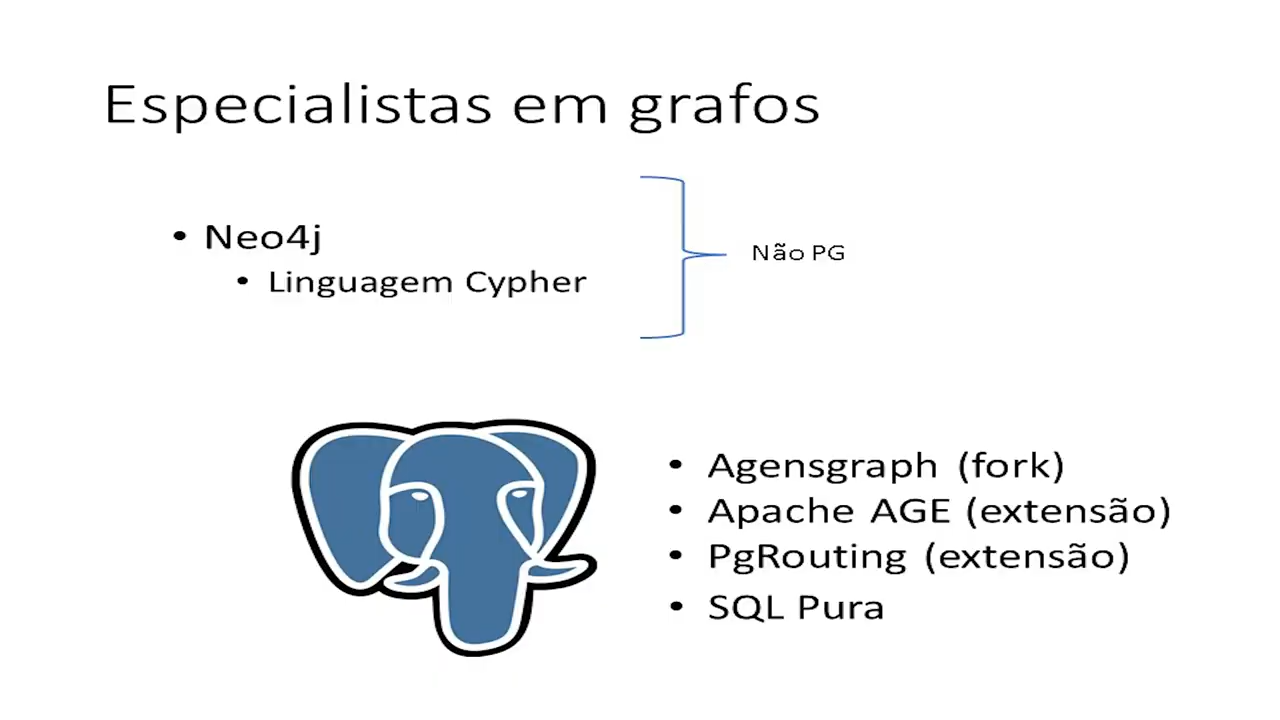 Especialistas em grafos
• Neo4j
• Linguagem Cypher
Não PG
• Agensgraph (fork)
• Apache AGE (extensão)
• PgRouting (extensão)
• SQL Pura